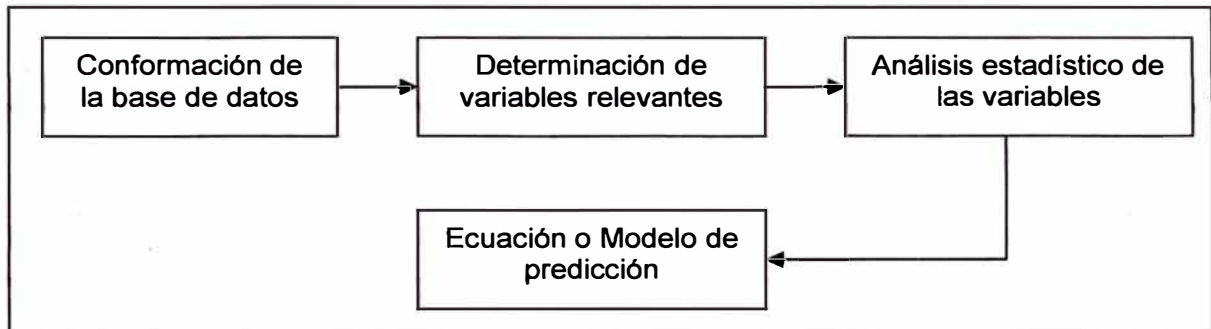 Conformación de
la base de datos
Determinación de
variables relevantes
Análisis estadístico de
las variables
Ecuación o Modelo de
predicción